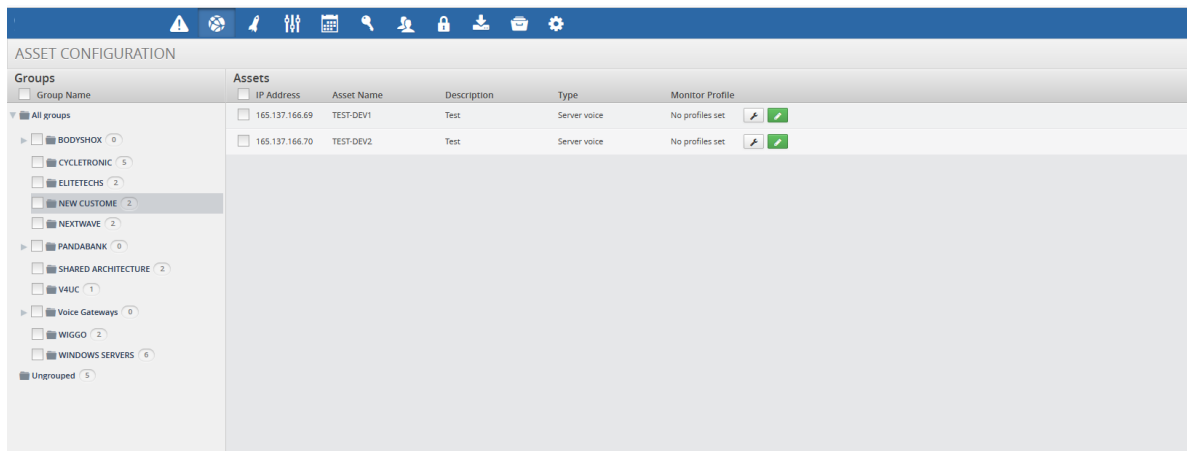 ASSET CONFIGURATION
Groups
Group Name
All groups
BODYSHOX 0
CYCLETRONIC 5
ELITETECHS 2
NEW CUSTOME 2
NEXTWAVE 2
PANDABANK 0
SHARED ARCHITECTURE 2
V4UC 1
Voice Gateways 0
WIGGO 2
WINDOWS SERVERS 6
Ungrouped 5
Assets
IP Address Asset Name Description Type Monitor Profile
165.137.166.69 TEST-DEV1 Test Server voice No profiles set
165.137.166.70 TEST-DEV2 Test Server voice No profiles set